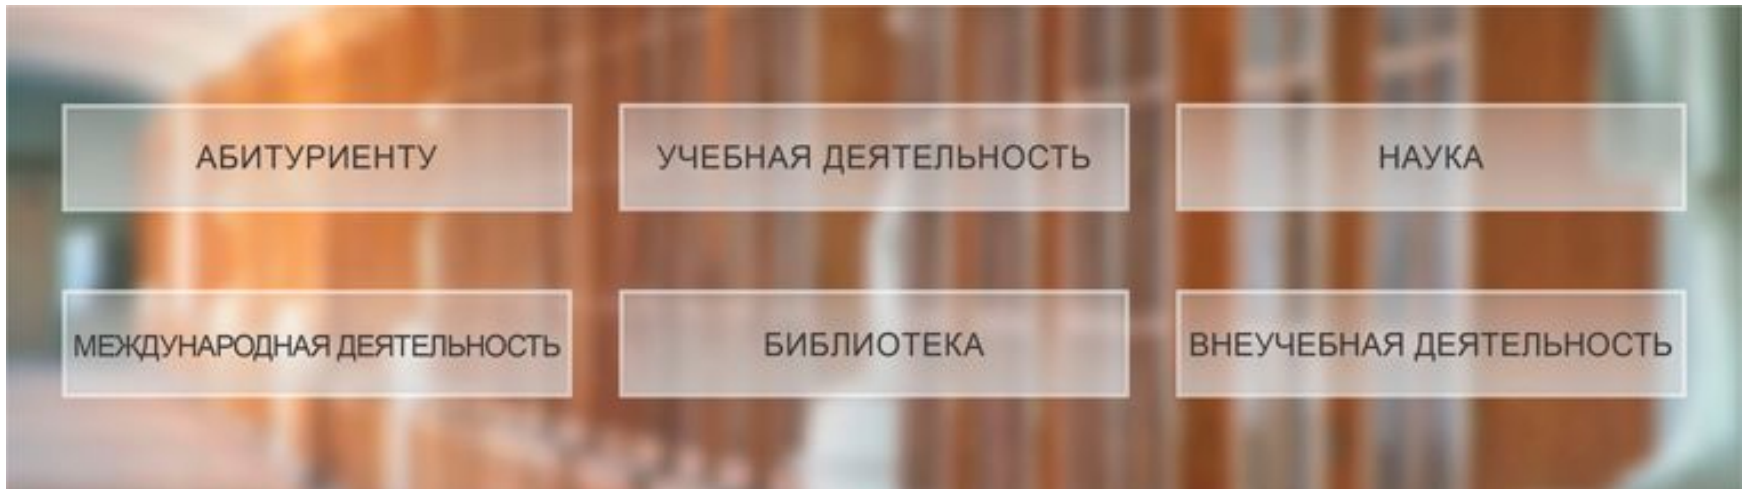 АБИТУРИЕНТУ
УЧЕБНАЯ ДЕЯТЕЛЬНОСТЬ
НАУКА
МЕЖДУНАРОДНАЯ ДЕЯТЕЛЬНОСТЬ
БИБЛИОТЕКА
ВНЕУЧЕБНАЯ ДЕЯТЕЛЬНОСТЬ